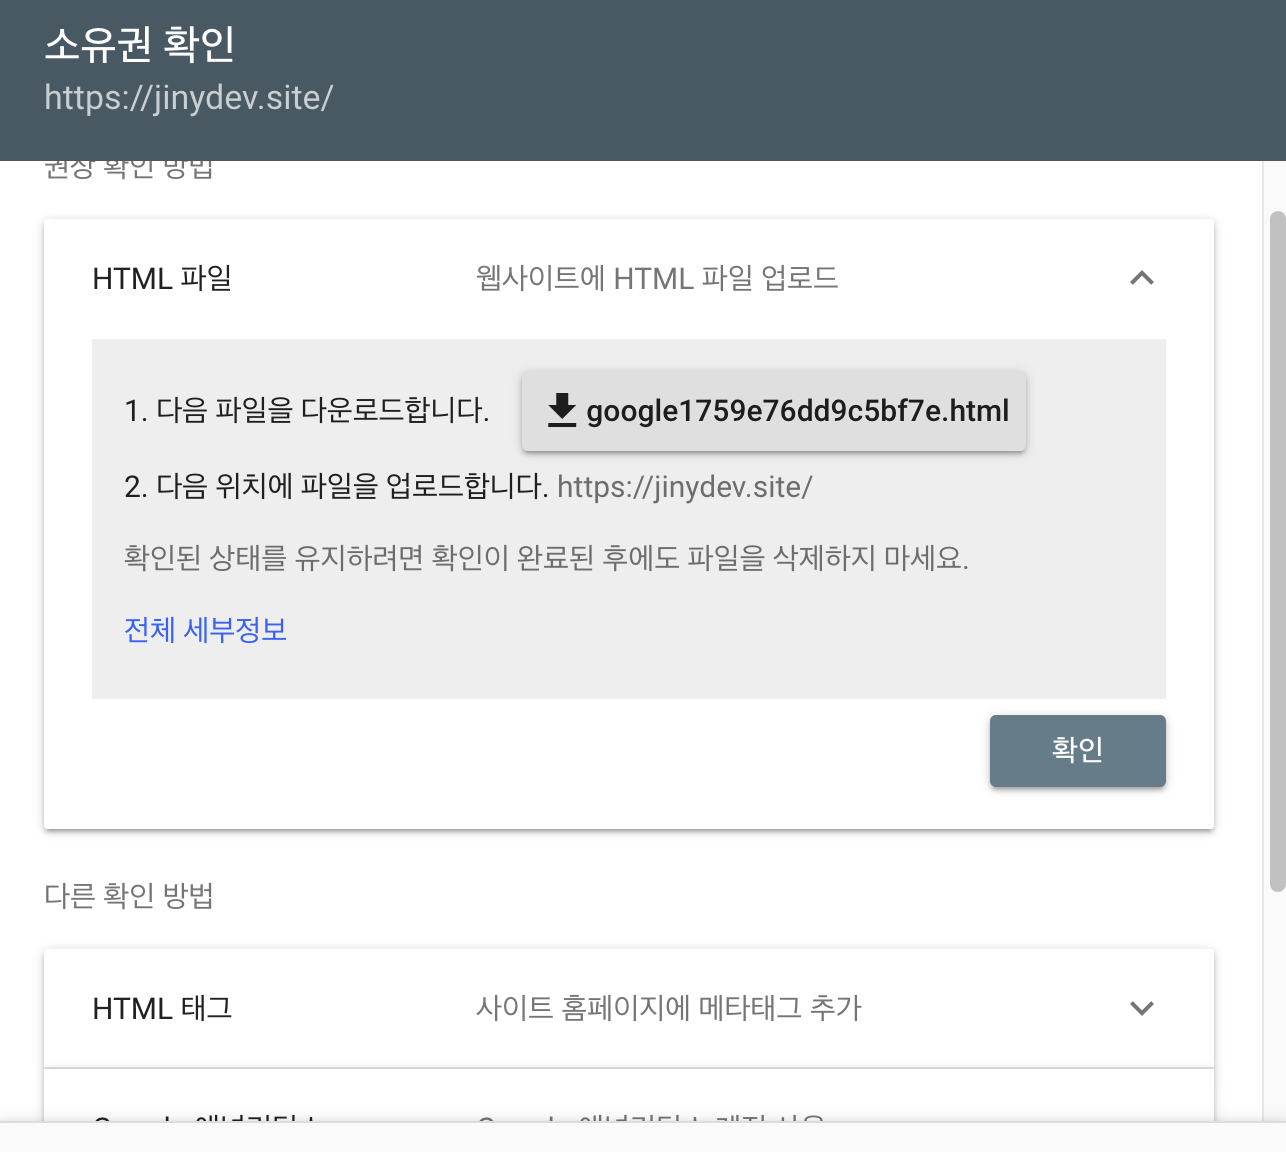 소유권 확인
https://jinydev.site/
권장 확인 방법
HTML 파일 웹사이트에 HTML 파일 업로드
1. 다음 파일을 다운로드합니다. google1759e76dd9c5bf7e.html
2. 다음 위치에 파일을 업로드합니다. https://jinydev.site/
확인된 상태를 유지하려면 확인이 완료된 후에도 파일을 삭제하지 마세요.
전체 세부정보
확인
다른 확인 방법
HTML 태그 사이트 홈페이지에 메타태그 추가